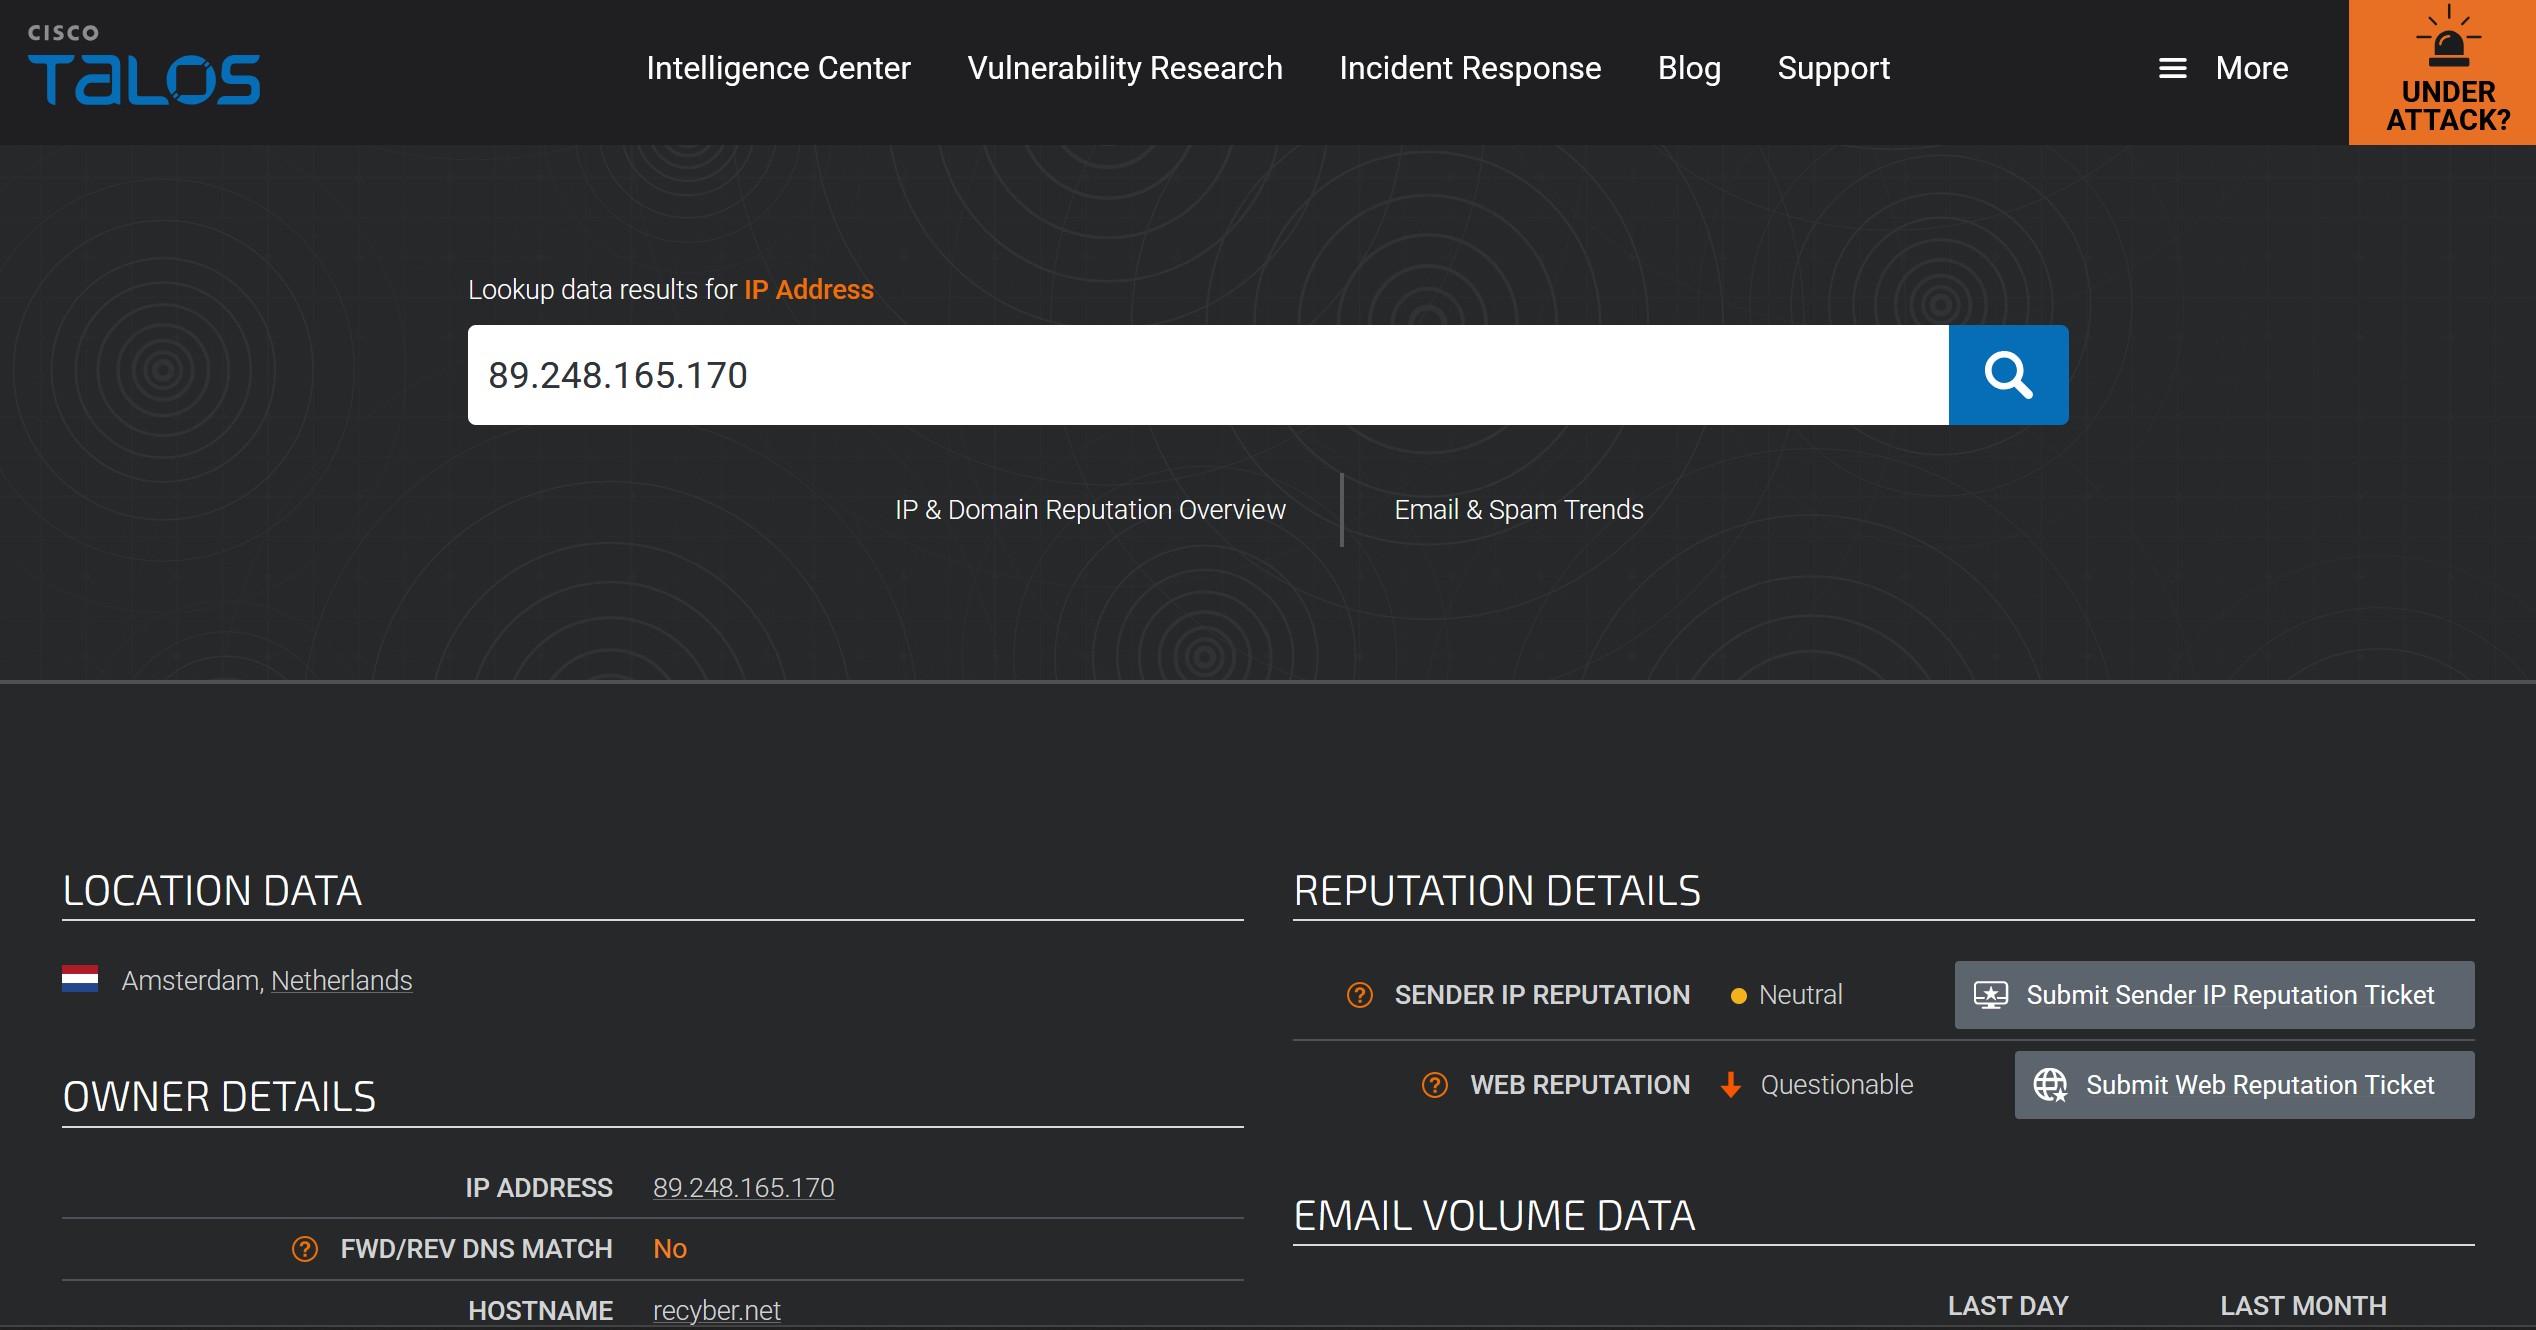 CISCO
TALOS
Intelligence Center Vulnerability Research Incident Response Blog Support More
UNDER
ATTACK?
Lookup data results for IP Address
89.248.165.170
IP & Domain Reputation Overview Email & Spam Trends
LOCATION DATA
Amsterdam, Netherlands
OWNER DETAILS
IP ADDRESS 89.248.165.170
? FWD/REV DNS MATCH No
HOSTNAME recyber.net
REPUTATION DETAILS
? SENDER IP REPUTATION Neutral Submit Sender IP Reputation Ticket
? WEB REPUTATION Questionable Submit Web Reputation Ticket
EMAIL VOLUME DATA
LAST DAY LAST MONTH